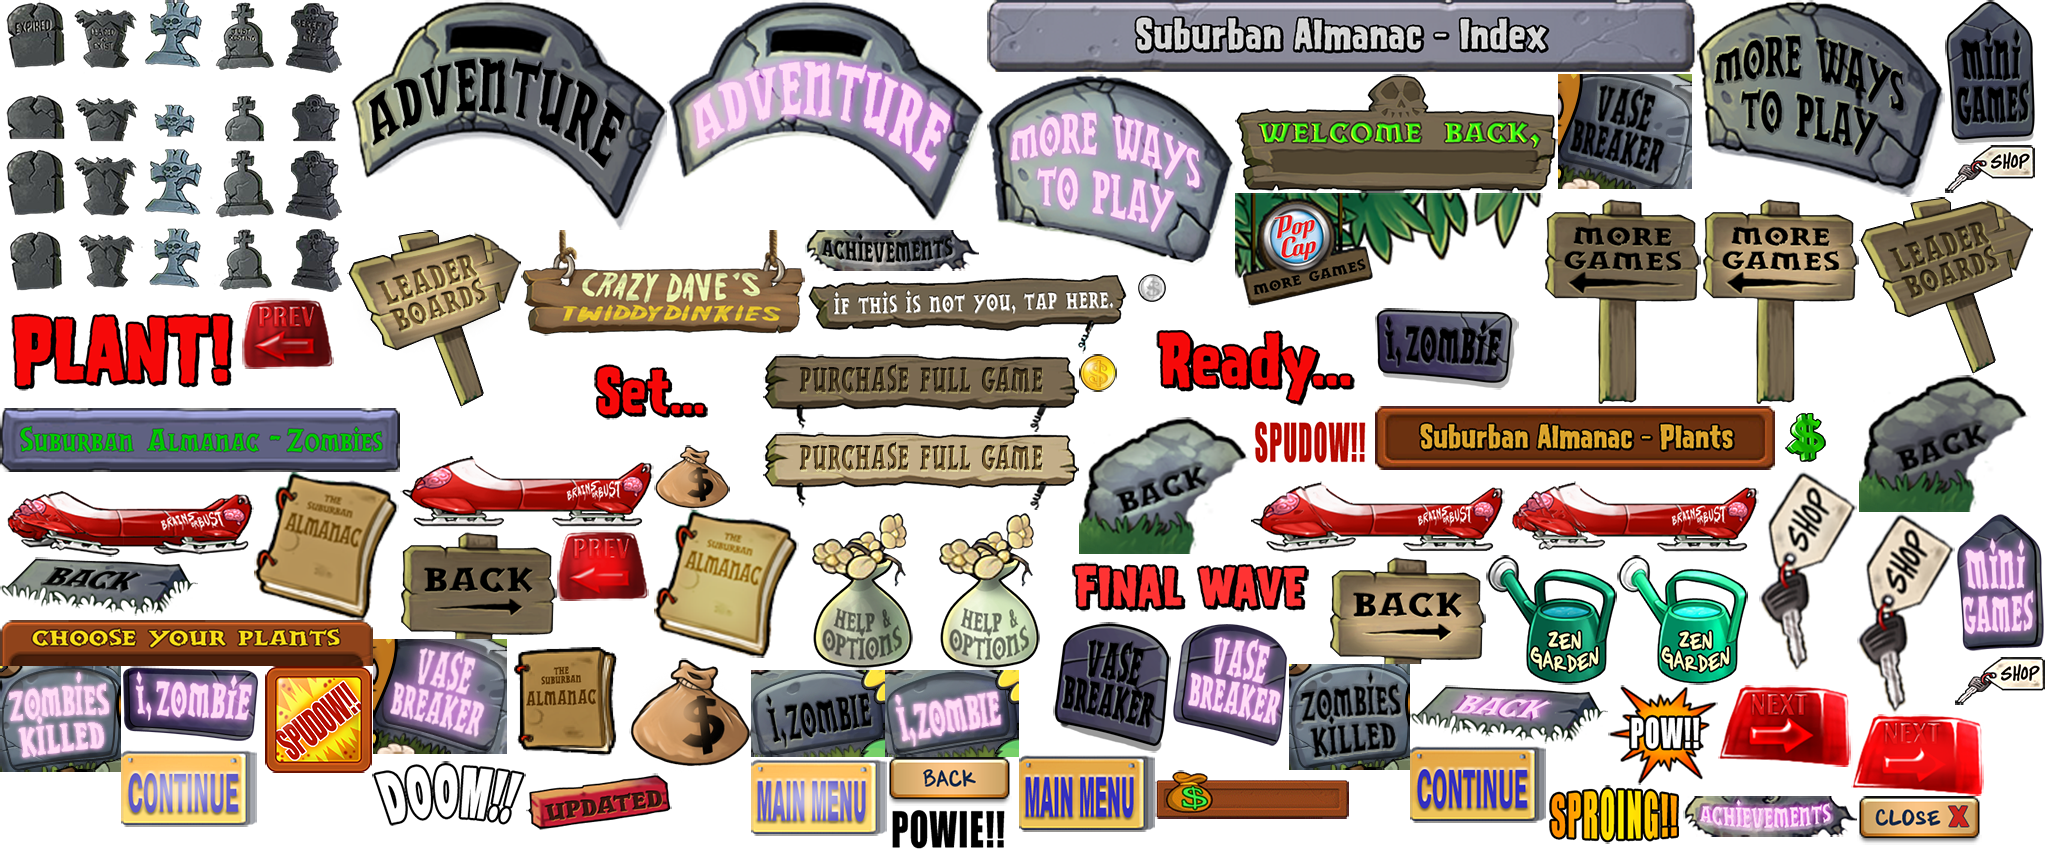 EXPIRED
ADVENTURE
ADVENTURE
Suburban Almanac - Index
MORE WAYS
TO PLAY
WELCOME BACK,
VASE
BREAKER
MORE WAYS
TO PLAY
MINI
GAMES
SHOP
LEADER
BOARDS
CRAZY DAVE'S
TWIDDYDINKIES
ACHIEVEMENTS
IF THIS IS NOT YOU, TAP HERE.
Pop
Cap
MORE GAMES
MORE
GAMES
MORE
GAMES
LEADER
BOARDS
PLANT!
PREV
Set...
PURCHASE FULL GAME
Ready...
i, ZOMBiE
Suburban Almanac - Zombies
PURCHASE FULL GAME
BACK
SPUDOW!!
Suburban Almanac - Plants
$
BACK
BRAINS OR BUST
THE
SUBURBAN
ALMANAC
BRAINS OR BUST
$
THE
SUBURBAN
ALMANAC
BRAINS OR BUST
BRAINS OR BUST
SHOP
SHOP
MINI
GAMES
BACK
BACK
PREV
HELP &
OPTIONS
HELP &
OPTIONS
FINAL WAVE
BACK
ZEN
GARDEN
ZEN
GARDEN
CHOOSE YOUR PLANTS
ZOMBIES
KILLED
i, ZOMBiE
SPUDOW!!
VASE
BREAKER
THE
SUBURBAN
ALMANAC
$
i, ZOMBiE
i, ZOMBiE
VASE
BREAKER
VASE
BREAKER
ZOMBIES
KILLED
BACK
POW!!
NEXT
NEXT
SHOP
CONTINUE
DOOM!!
UPDATED
MAIN MENU
BACK
POWIE!!
MAIN MENU
$
CONTINUE
SPROING!!
ACHIEVEMENTS
CLOSE X